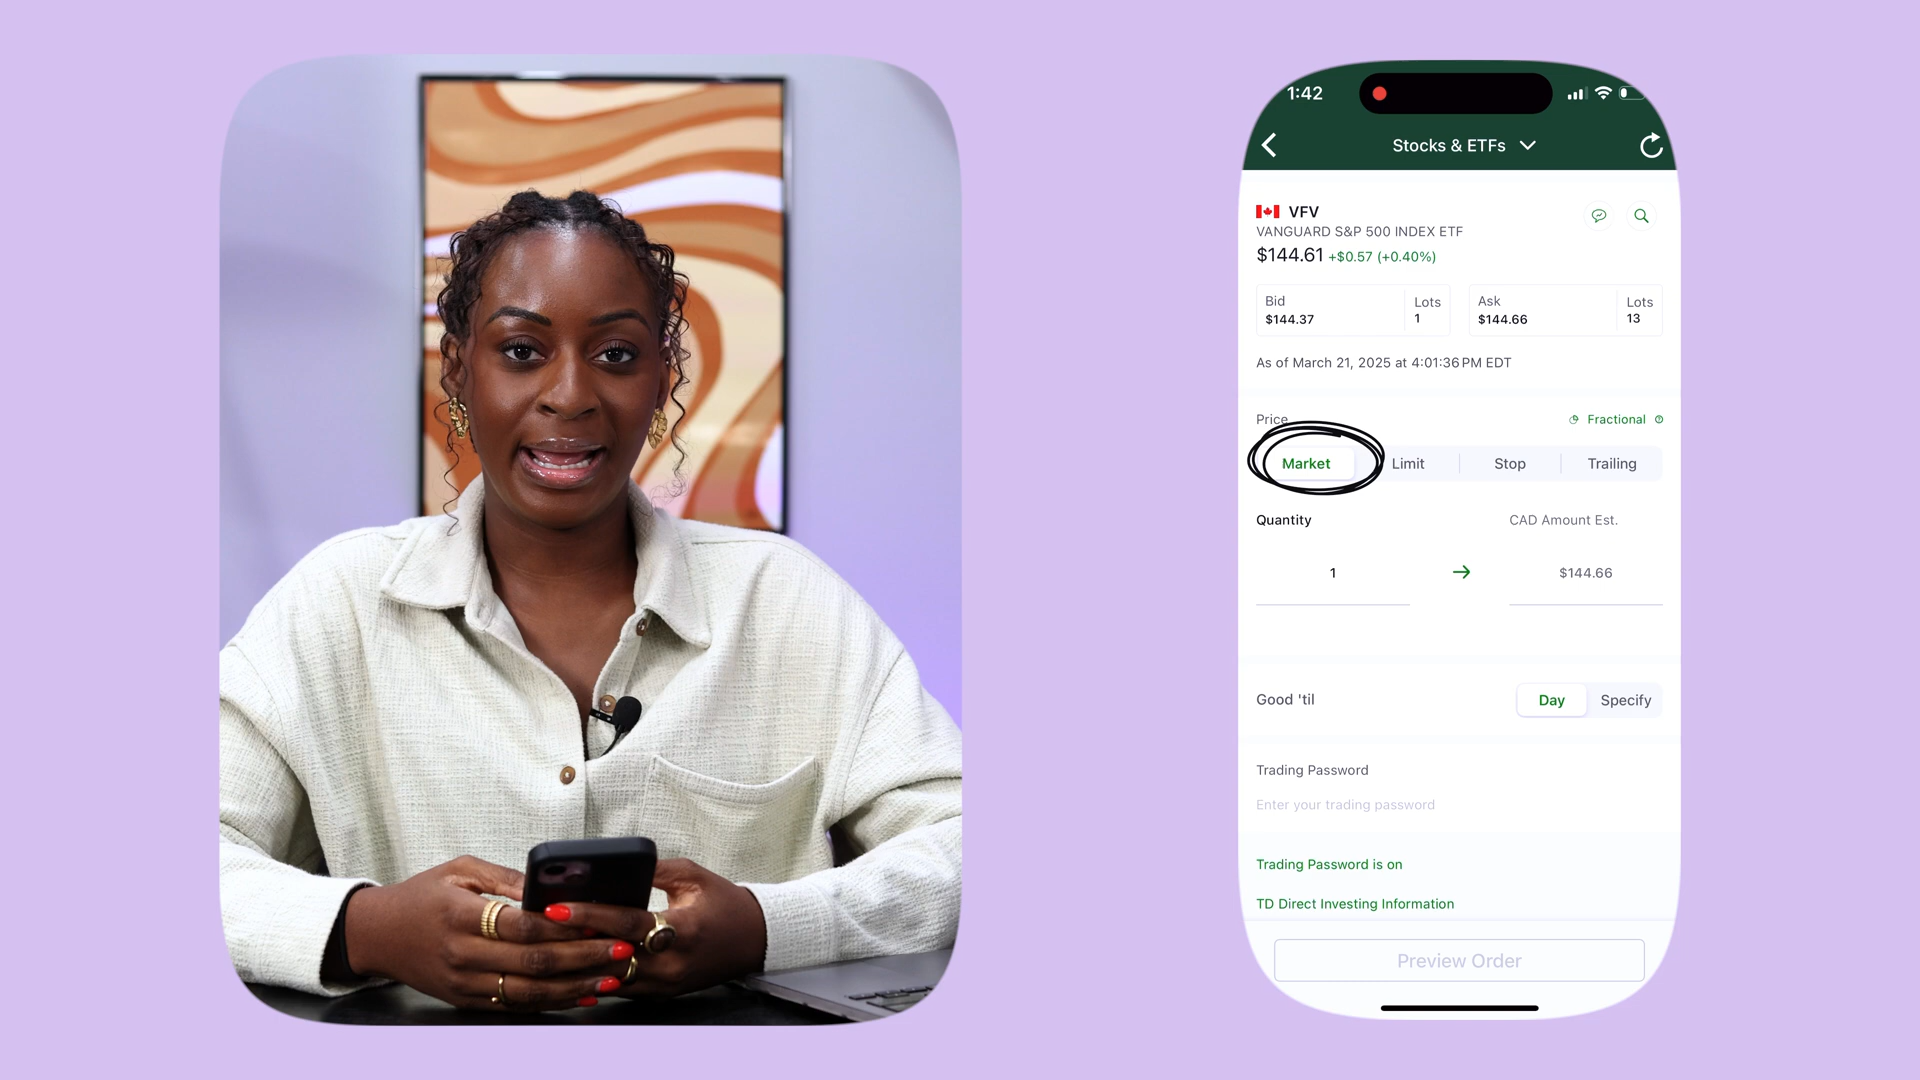 1:42
Stocks & ETFs
VFV
VANGUARD S&P 500 INDEX ETF
$144.61 +$0.57 (+0.40%)
Bid Lots Ask Lots
$144.37 1 $144.66 13
As of March 21, 2025 at 4:01:36 PM EDT
Price Fractional
Market Limit Stop Trailing
Quantity CAD Amount Est.
1 $144.66
Good 'til Day Specify
Trading Password
Enter your trading password
Trading Password is on
TD Direct Investing Information
Preview Order